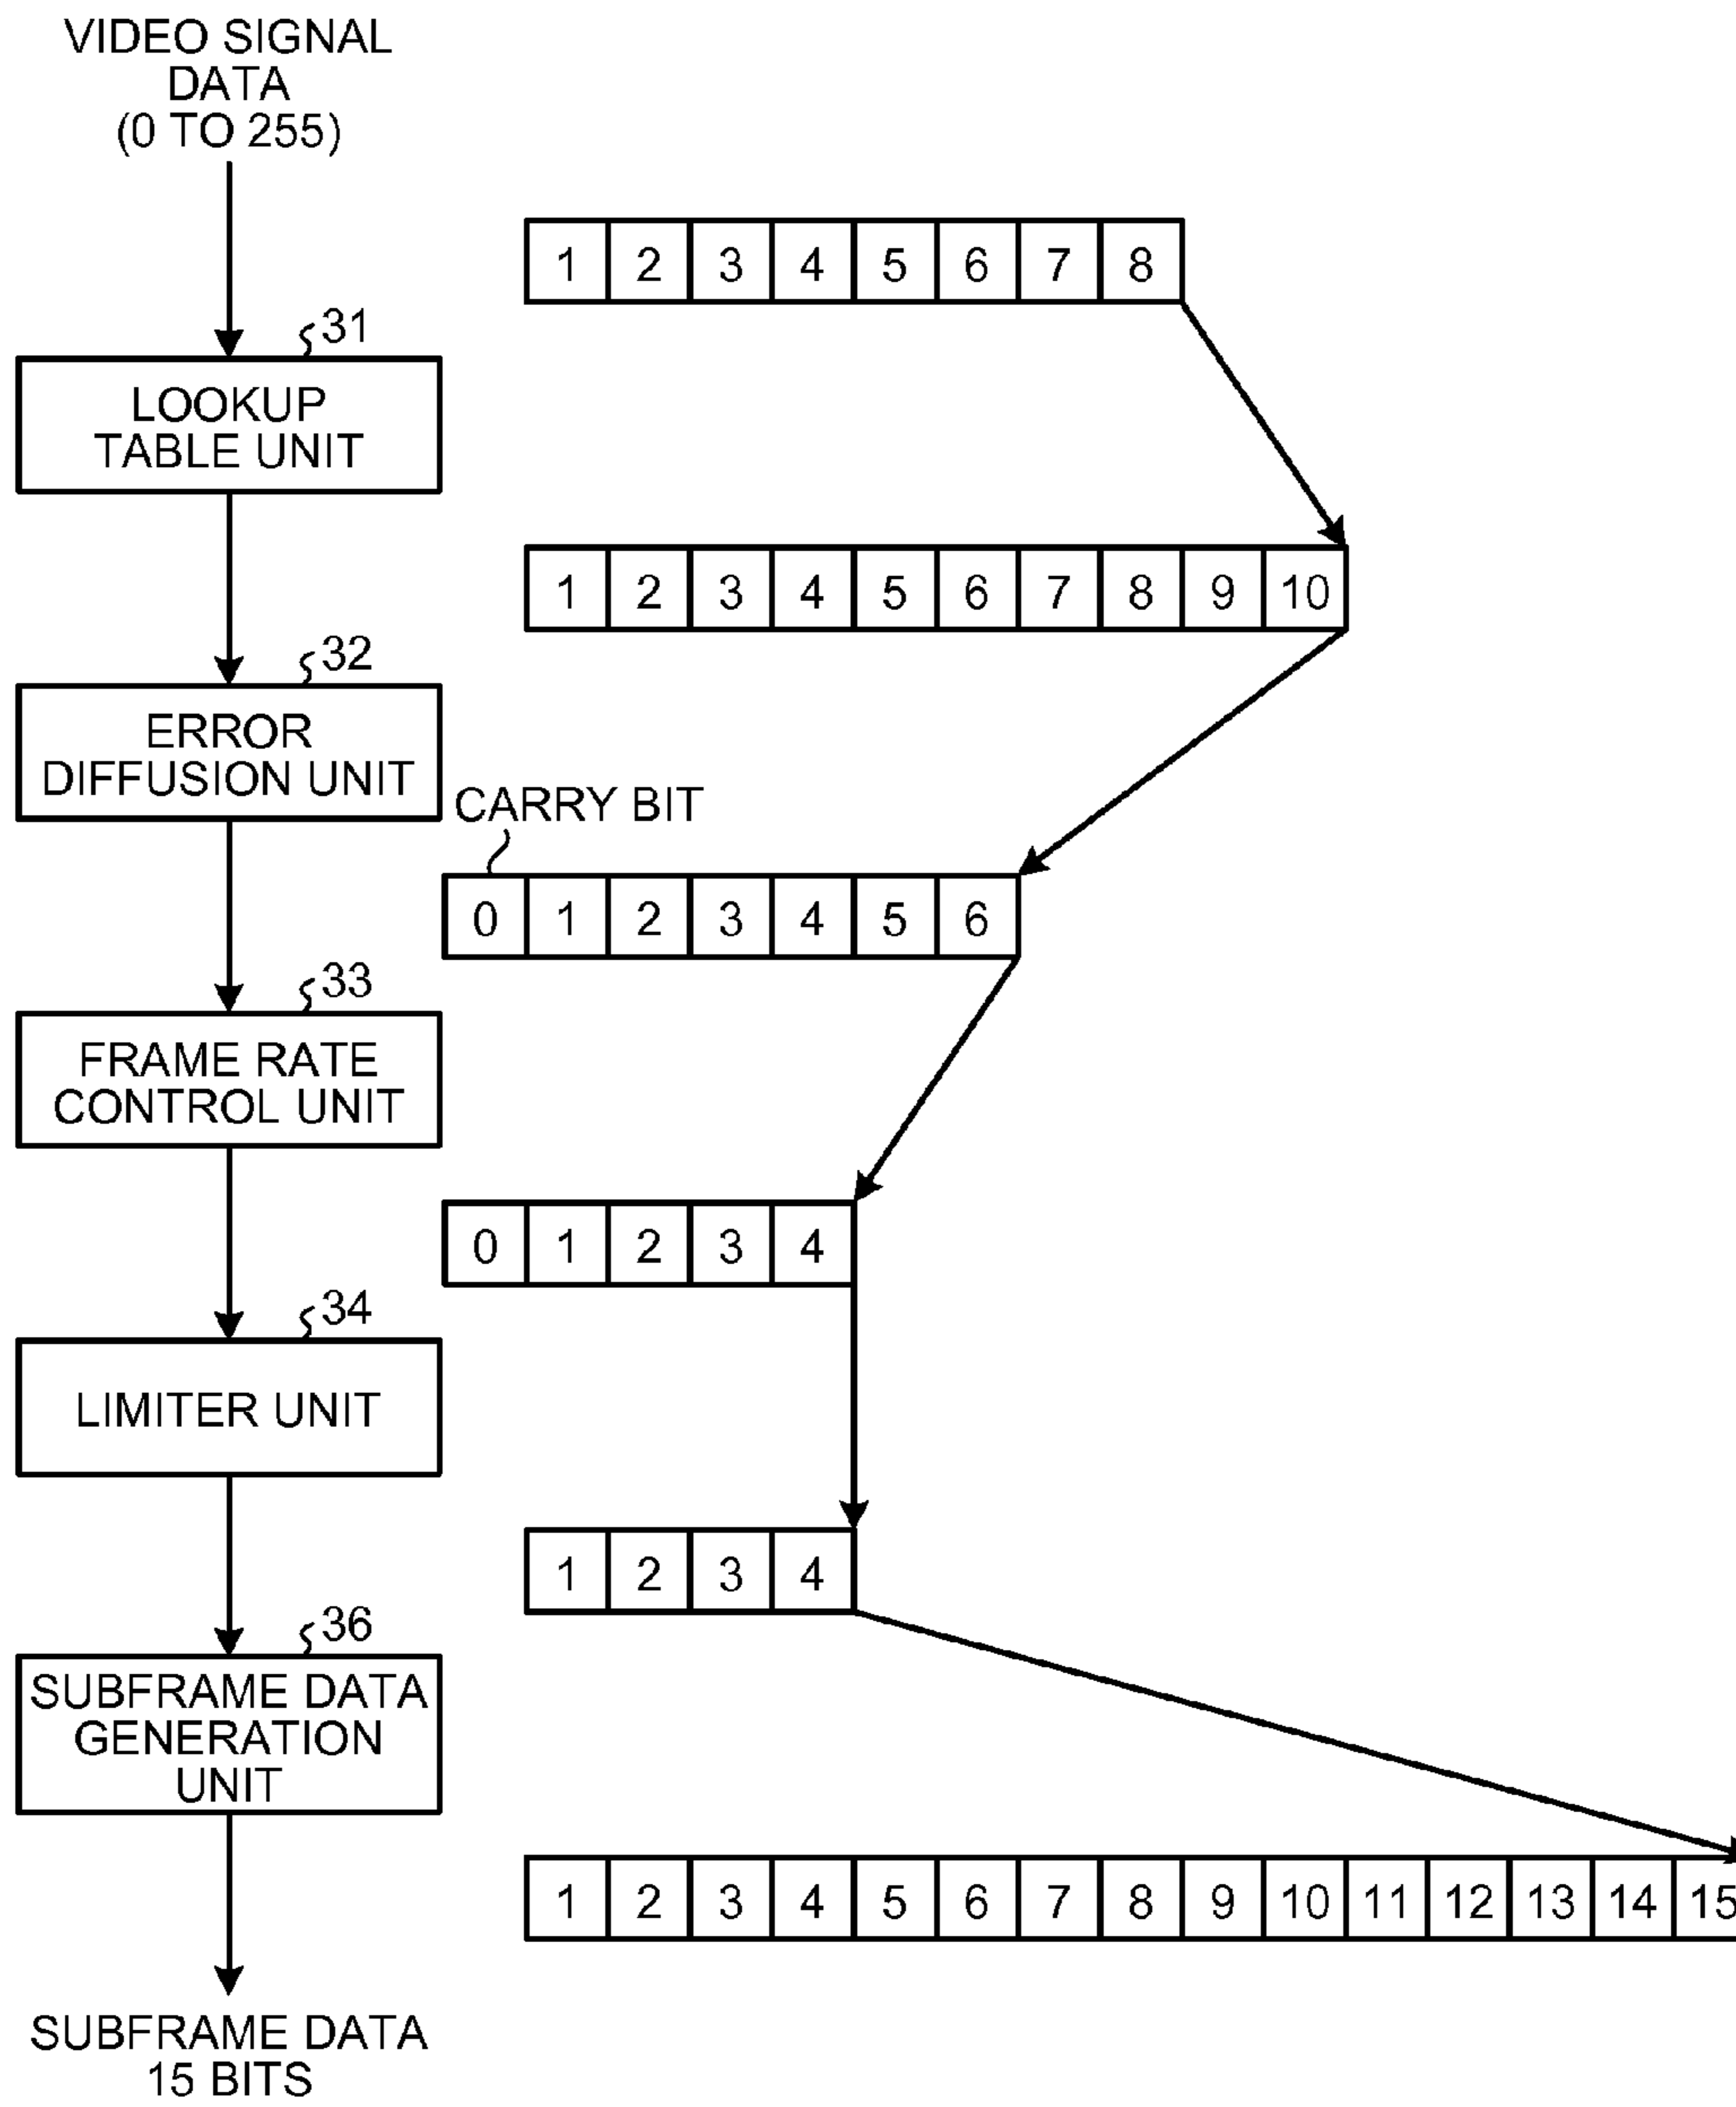 VIDEO SIGNAL
DATA
(0 TO 255)
1 2 3 4 5 6 7 8
31
LOOKUP
TABLE UNIT
1 2 3 4 5 6 7 8 9 10
32
ERROR
DIFFUSION UNIT
CARRY BIT
0 1 2 3 4 5 6
33
FRAME RATE
CONTROL UNIT
0 1 2 3 4
34
LIMITER UNIT
1 2 3 4
36
SUBFRAME DATA
GENERATION
UNIT
1 2 3 4 5 6 7 8 9 10 11 12 13 14 15
SUBFRAME DATA
15 BITS